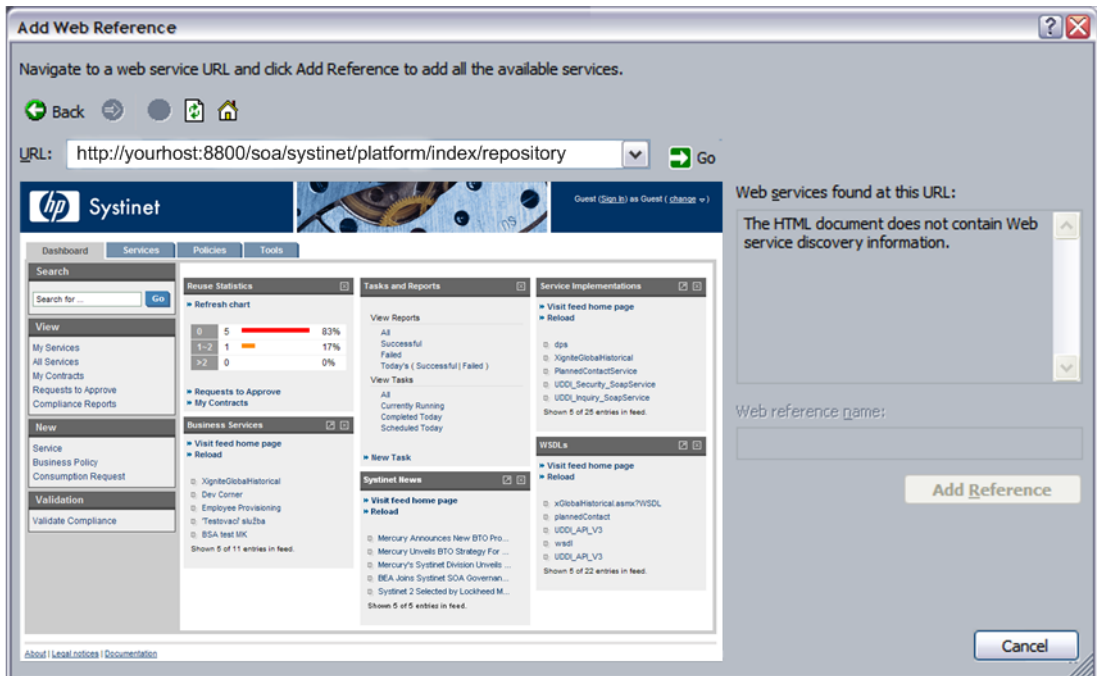 Add Web Reference
Navigate to a web service URL and click Add Reference to add all the available services.
Back
URL: http://yourhost:8800/soa/systinet/platform/index/repository Go
hp Systinet
Guest (Sign In) as Guest ( change )
Dashboard Services Policies Tools
Search
Search for ... Go
View
My Services
All Services
My Contracts
Requests to Approve
Compliance Reports
New
Service
Business Policy
Consumption Request
Validation
Validate Compliance
Reuse Statistics
» Refresh chart
0 5 83%
1-2 1 17%
>2 0 0%
» Requests to Approve
» My Contracts
Business Services
» Visit feed home page
» Reload
XigniteGlobalHistorical
Dev Corner
Employee Provisioning
'Testovací' služba
BSA test MK
Shown 5 of 11 entries in feed.
Tasks and Reports
View Reports
All
Successful
Failed
Today's ( Successful | Failed )
View Tasks
All
Currently Running
Completed Today
Scheduled Today
» New Task
Systinet News
» Visit feed home page
» Reload
Mercury Announces New BTO Pro...
Mercury Unveils BTO Strategy For ...
Mercury's Systinet Division Unveils ...
BEA Joins Systinet SOA Governan...
Systinet 2 Selected by Lockheed M...
Shown 5 of 5 entries in feed.
Service Implementations
» Visit feed home page
» Reload
dps
XigniteGlobalHistorical
PlannedContactService
UDDI_Security_SoapService
UDDI_Inquiry_SoapService
Shown 5 of 25 entries in feed.
WSDLs
» Visit feed home page
» Reload
xGlobalHistorical.asmx?WSDL
plannedContact
UDDI_API_V3
wsdl
UDDI_API_V3
Shown 5 of 22 entries in feed.
About | Legal notices | Documentation
Web services found at this URL:
The HTML document does not contain Web
service discovery information.
Web reference name:
Add Reference
Cancel